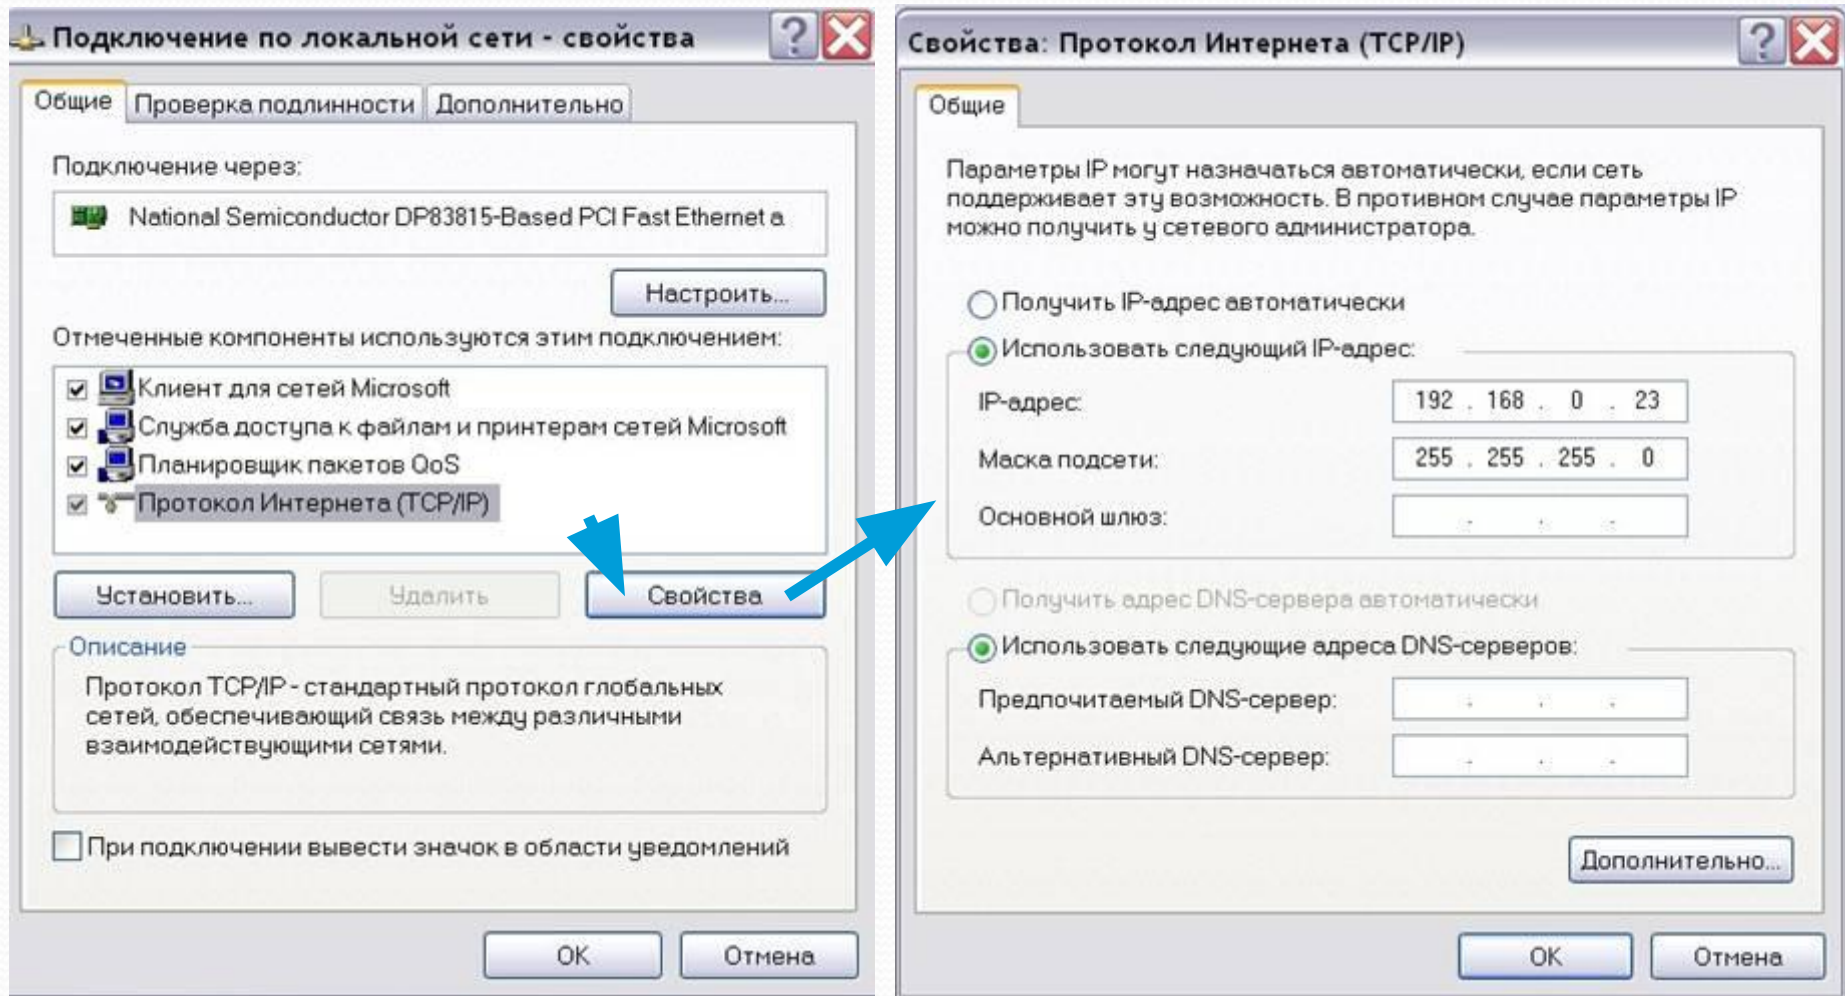 Подключение по локальной сети - свойства
Общие
Проверка подлинности
Дополнительно
Подключение через:
National Semiconductor DP83815-Based PCI Fast Ethernet a
Настроить...
Отмеченные компоненты используются этим подключением:
Клиент для сетей Microsoft
Служба доступа к файлам и принтерам сетей Microsoft
Планировщик пакетов QoS
Протокол Интернета (TCP/IP)
Установить...
Удалить
Свойства
Описание
Протокол TCP/IP - стандартный протокол глобальных
сетей, обеспечивающий связь между различными
взаимодействующими сетями.
При подключении вывести значок в области уведомлений
OK
Отмена
Свойства: Протокол Интернета (TCP/IP)
Общие
Параметры IP могут назначаться автоматически, если сеть
поддерживает эту возможность. В противном случае параметры IP
можно получить у сетевого администратора.
Получить IP-адрес автоматически
Использовать следующий IP-адрес:
IP-адрес: 192 . 168 . 0 . 23
Маска подсети: 255 . 255 . 255 . 0
Основной шлюз: . . .
Получить адрес DNS-сервера автоматически
Использовать следующие адреса DNS-серверов:
Предпочитаемый DNS-сервер: . . .
Альтернативный DNS-сервер: . . .
Дополнительно...
OK
Отмена